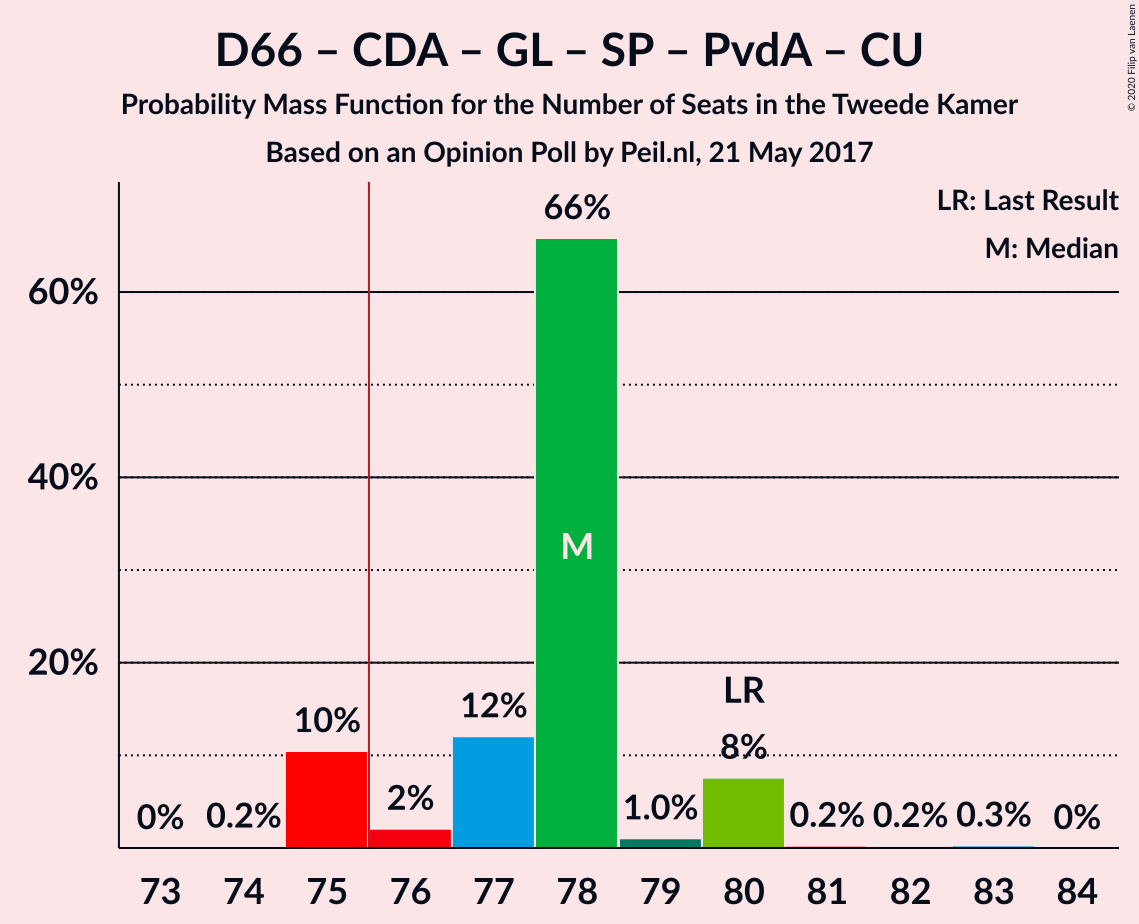 D66 – CDA – GL – SP – PvdA – CU
Probability Mass Function for the Number of Seats in the Tweede Kamer
Based on an Opinion Poll by Peil.nl, 21 May 2017
© 2020 Filip van Laenen
LR: Last Result
M: Median
66%
60%
40%
20%
M
LR
0%
0.2%
10%
2%
12%
1.0%
8%
0.2%
0.2%
0.3%
0%
73 74 75 76 77 78 79 80 81 82 83 84